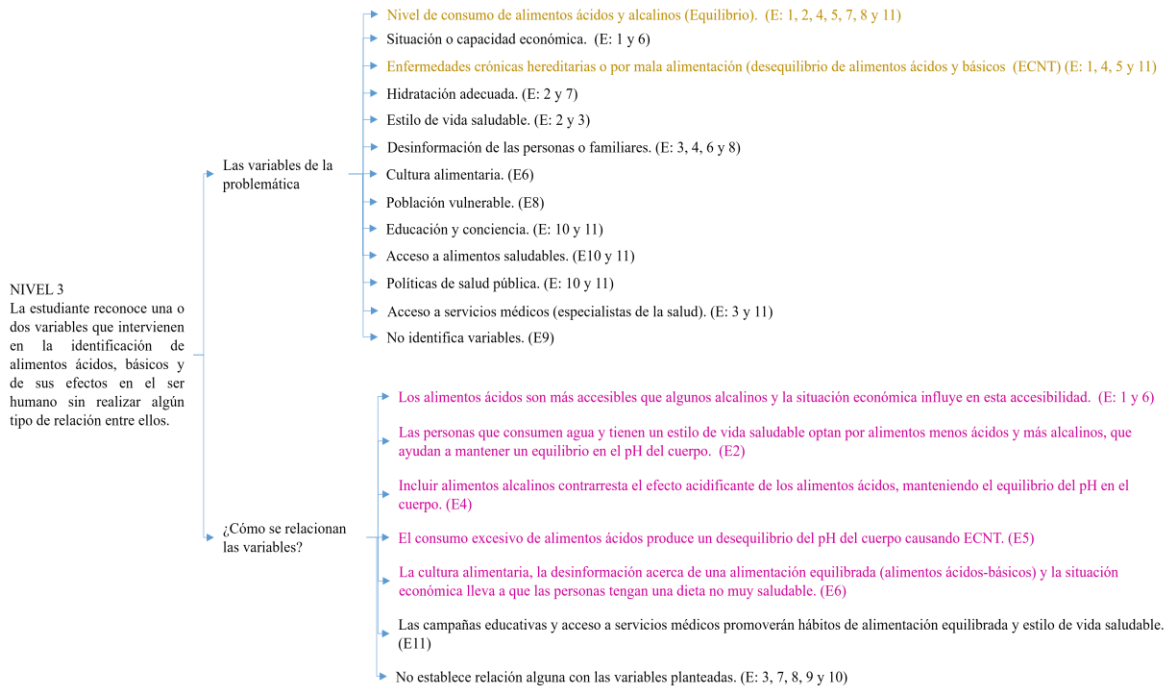 Nivel de consumo de alimentos ácidos y alcalinos (Equilibrio). (E: 1, 2, 4, 5, 7, 8 y 11)
Situación o capacidad económica. (E: 1 y 6)
Enfermedades crónicas hereditarias o por mala alimentación (desequilibrio de alimentos ácidos y básicos (ECNT) (E: 1, 4, 5 y 11)
Hidratación adecuada. (E: 2 y 7)
Estilo de vida saludable. (E: 2 y 3)
Desinformación de las personas o familiares. (E: 3, 4, 6 y 8)
Las variables de la
problemática
Cultura alimentaria. (E6)
Población vulnerable. (E8)
Educación y conciencia. (E: 10 y 11)
Acceso a alimentos saludables. (E10 y 11)
Políticas de salud pública. (E: 10 y 11)
Acceso a servicios médicos (especialistas de la salud). (E: 3 y 11)
No identifica variables. (E9)
NIVEL 3
La estudiante reconoce una o
dos variables que intervienen
en la identificación de
alimentos ácidos, básicos y
de sus efectos en el ser
humano sin realizar algún
tipo de relación entre ellos.
Los alimentos ácidos son más accesibles que algunos alcalinos y la situación económica influye en esta accesibilidad. (E: 1 y 6)
Las personas que consumen agua y tienen un estilo de vida saludable optan por alimentos menos ácidos y más alcalinos, que
ayudan a mantener un equilibrio en el pH del cuerpo. (E2)
Incluir alimentos alcalinos contrarresta el efecto acidificante de los alimentos ácidos, manteniendo el equilibrio del pH en el
cuerpo. (E4)
¿Cómo se relacionan
las variables?
El consumo excesivo de alimentos ácidos produce un desequilibrio del pH del cuerpo causando ECNT. (E5)
La cultura alimentaria, la desinformación acerca de una alimentación equilibrada (alimentos ácidos-básicos) y la situación
económica lleva a que las personas tengan una dieta no muy saludable. (E6)
Las campañas educativas y acceso a servicios médicos promoverán hábitos de alimentación equilibrada y estilo de vida saludable.
(E11)
No establece relación alguna con las variables planteadas. (E: 3, 7, 8, 9 y 10)